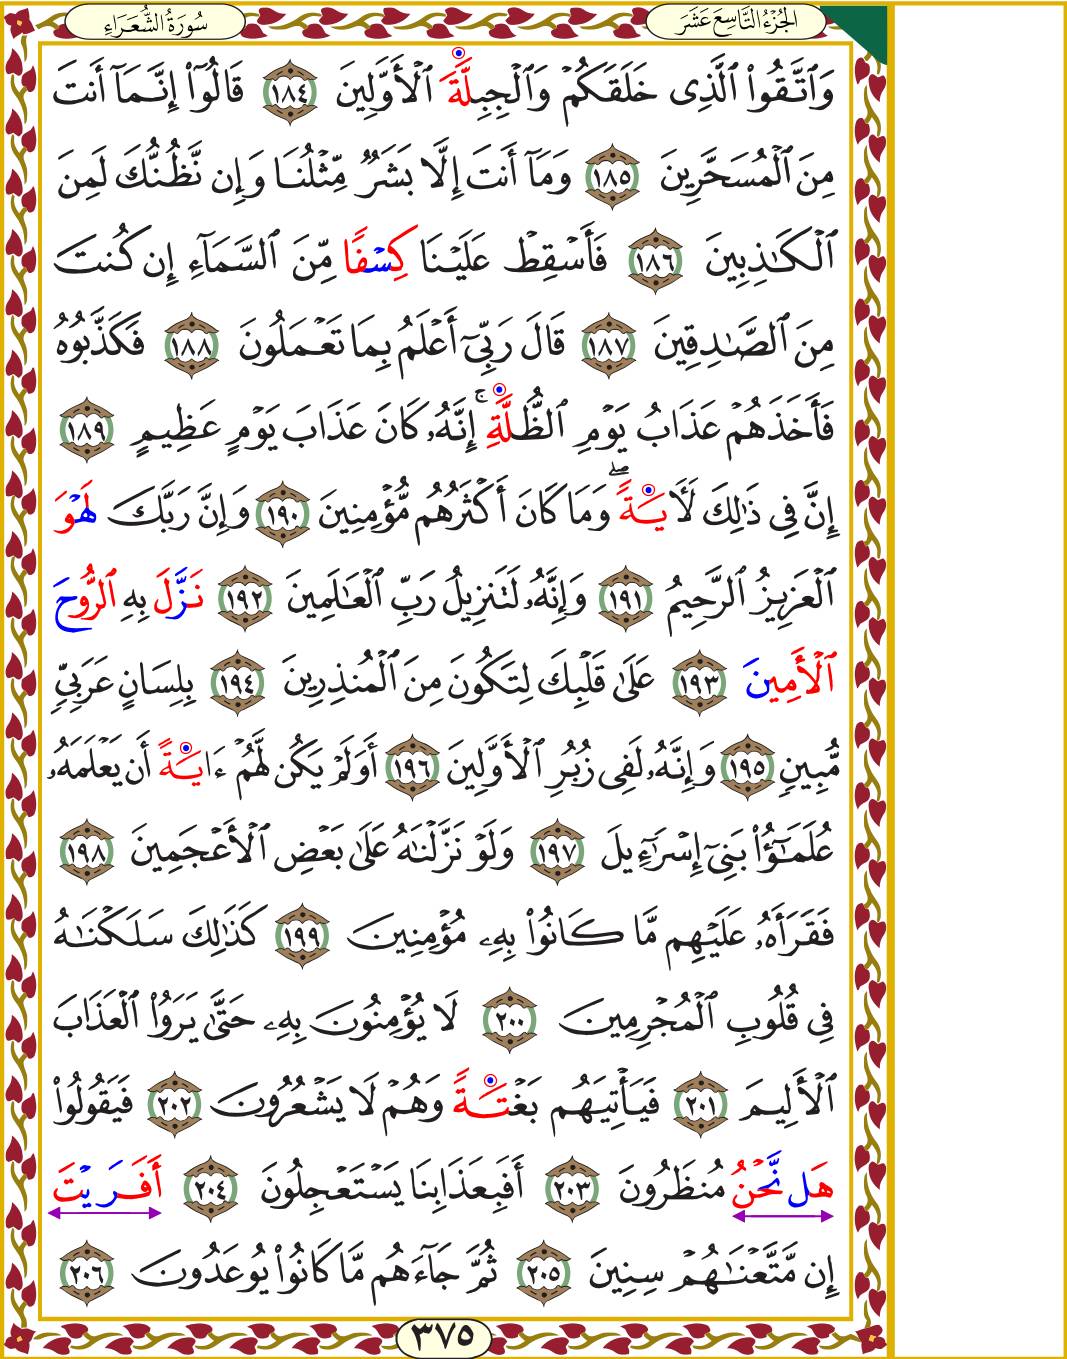 الجُزْءُ التَّاسِعَ عَشَرَ
سُورَةُ الشُّعَرَاءِ
وَٱتَّقُوا۟ ٱلَّذِى خَلَقَكُمْ وَٱلْجِبِلَّةَ ٱلْأَوَّلِينَ ١٨٤ قَالُوٓا۟ إِنَّمَآ أَنتَ
مِنَ ٱلْمُسَحَّرِينَ ١٨٥ وَمَآ أَنتَ إِلَّا بَشَرٌ مِّثْلُنَا وَإِن نَّظُنُّكَ لَمِنَ
ٱلْكَـٰذِبِينَ ١٨٦ فَأَسْقِطْ عَلَيْنَا كِسْفًا مِّنَ ٱلسَّمَآءِ إِن كُنتَ
مِنَ ٱلصَّـٰدِقِينَ ١٨٧ قَالَ رَبِّىٓ أَعْلَمُ بِمَا تَعْمَلُونَ ١٨٨ فَكَذَّبُوهُ
فَأَخَذَهُمْ عَذَابُ يَوْمِ ٱلظُّلَّةِ ۚ إِنَّهُۥ كَانَ عَذَابَ يَوْمٍ عَظِيمٍ ١٨٩
إِنَّ فِى ذَٰلِكَ لَـَٔايَةً ۖ وَمَا كَانَ أَكْثَرُهُم مُّؤْمِنِينَ ١٩٠ وَإِنَّ رَبَّكَ لَهْوَ
ٱلْعَزِيزُ ٱلرَّحِيمُ ١٩١ وَإِنَّهُۥ لَتَنزِيلُ رَبِّ ٱلْعَـٰلَمِينَ ١٩٢ نَزَّلَ بِهِ ٱلرُّوحَ
ٱلْأَمِينَ ١٩٣ عَلَىٰ قَلْبِكَ لِتَكُونَ مِنَ ٱلْمُنذِرِينَ ١٩٤ بِلِسَانٍ عَرَبِىٍّ
مُّبِينٍ ١٩٥ وَإِنَّهُۥ لَفِى زُبُرِ ٱلْأَوَّلِينَ ١٩٦ أَوَلَمْ يَكُن لَّهُمْ ءَايَةً أَن يَعْلَمَهُۥ
عُلَمَـٰٓؤُا۟ بَنِىٓ إِسْرَٰٓءِيلَ ١٩٧ وَلَوْ نَزَّلْنَـٰهُ عَلَىٰ بَعْضِ ٱلْأَعْجَمِينَ ١٩٨
فَقَرَأَهُۥ عَلَيْهِم مَّا كَانُوا۟ بِهِۦ مُؤْمِنِينَ ١٩٩ كَذَٰلِكَ سَلَكْنَـٰهُ
فِى قُلُوبِ ٱلْمُجْرِمِينَ ٢٠٠ لَا يُؤْمِنُونَ بِهِۦ حَتَّىٰ يَرَوُا۟ ٱلْعَذَابَ
ٱلْأَلِيمَ ٢٠١ فَيَأْتِيَهُم بَغْتَةً وَهُمْ لَا يَشْعُرُونَ ٢٠٢ فَيَقُولُوا۟
هَل نَّحْنُ مُنظَرُونَ ٢٠٣ أَفَبِعَذَابِنَا يَسْتَعْجِلُونَ ٢٠٤ أَفَرَيْتَ
إِن مَّتَّعْنَـٰهُمْ سِنِينَ ٢٠٥ ثُمَّ جَآءَهُم مَّا كَانُوا۟ يُوعَدُونَ ٢٠٦
٣٧٥